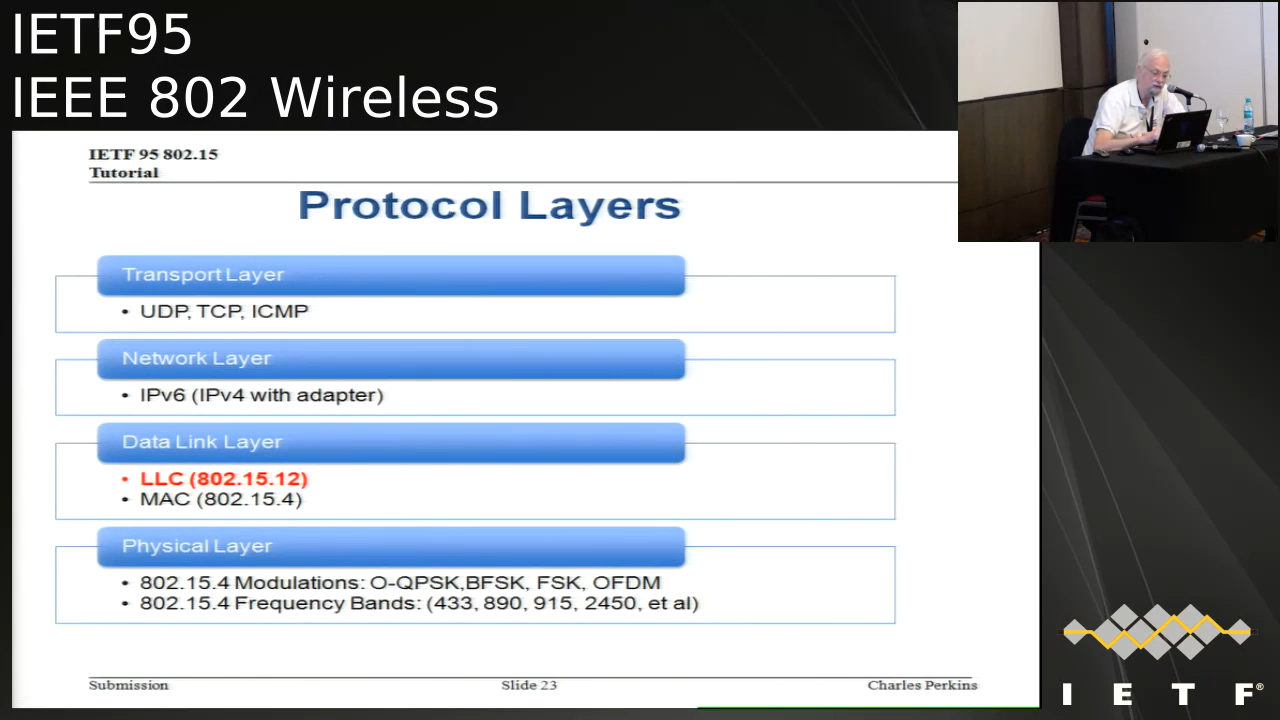 IETF95
IEEE 802 Wireless
IETF 95 802.15
Tutorial
Protocol Layers
Transport Layer
• UDP, TCP, ICMP
Network Layer
• IPv6 (IPv4 with adapter)
Data Link Layer
• LLC (802.15.12)
• MAC (802.15.4)
Physical Layer
• 802.15.4 Modulations: O-QPSK,BFSK, FSK, OFDM
• 802.15.4 Frequency Bands: (433, 890, 915, 2450, et al)
Submission Slide 23 Charles Perkins
I E T F®